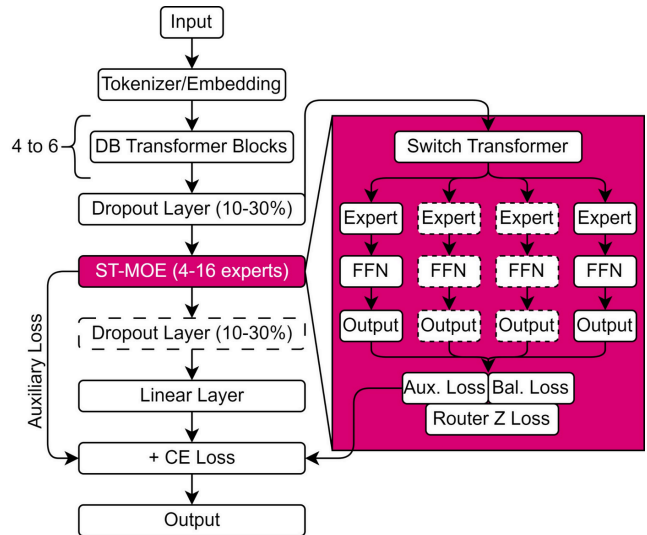 Input
Tokenizer/Embedding
4 to 6
DB Transformer Blocks
Dropout Layer (10-30%)
ST-MOE (4-16 experts)
Auxiliary Loss
Dropout Layer (10-30%)
Linear Layer
+ CE Loss
Output
Switch Transformer
Expert Expert Expert Expert
FFN FFN FFN FFN
Output Output Output Output
Aux. Loss Bal. Loss
Router Z Loss